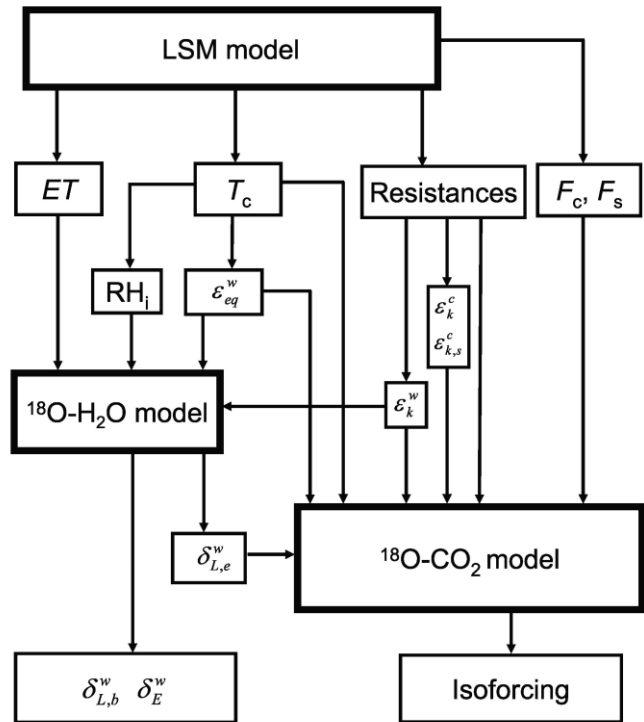 LSM model
ET
T_c
Resistances
F_c, F_s
RH_i
ε_eq^w
ε_k^c
ε_k,s^c
¹⁸O-H₂O model
ε_k^w
δ_L,e^w
¹⁸O-CO₂ model
δ_L,b^w δ_E^w
Isoforcing